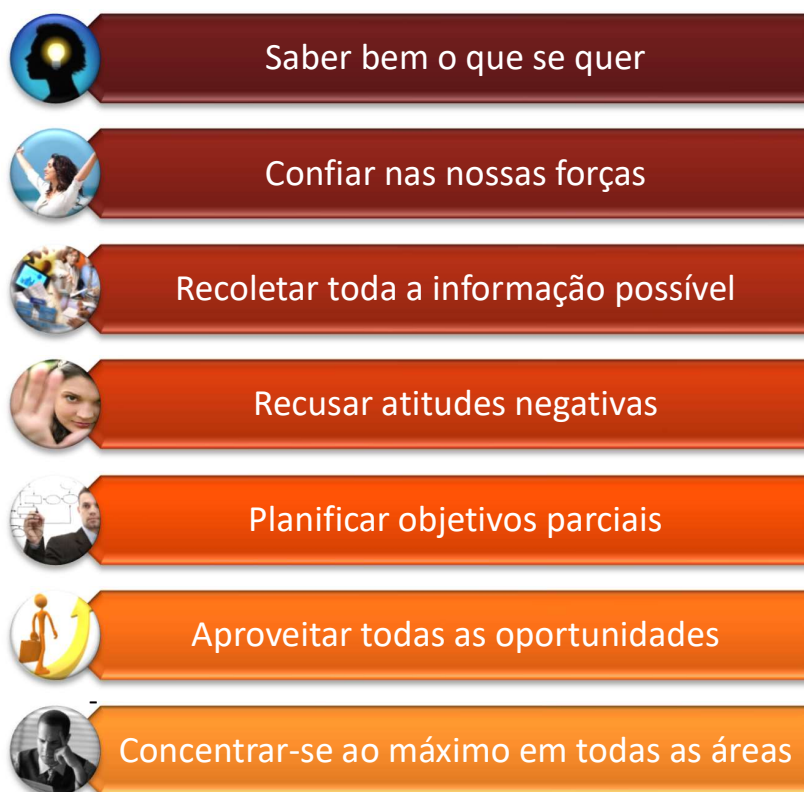 Saber bem o que se quer
Confiar nas nossas forças
Recoletar toda a informação possível
Recusar atitudes negativas
Planificar objetivos parciais
Aproveitar todas as oportunidades
-
Concentrar-se ao máximo em todas as áreas